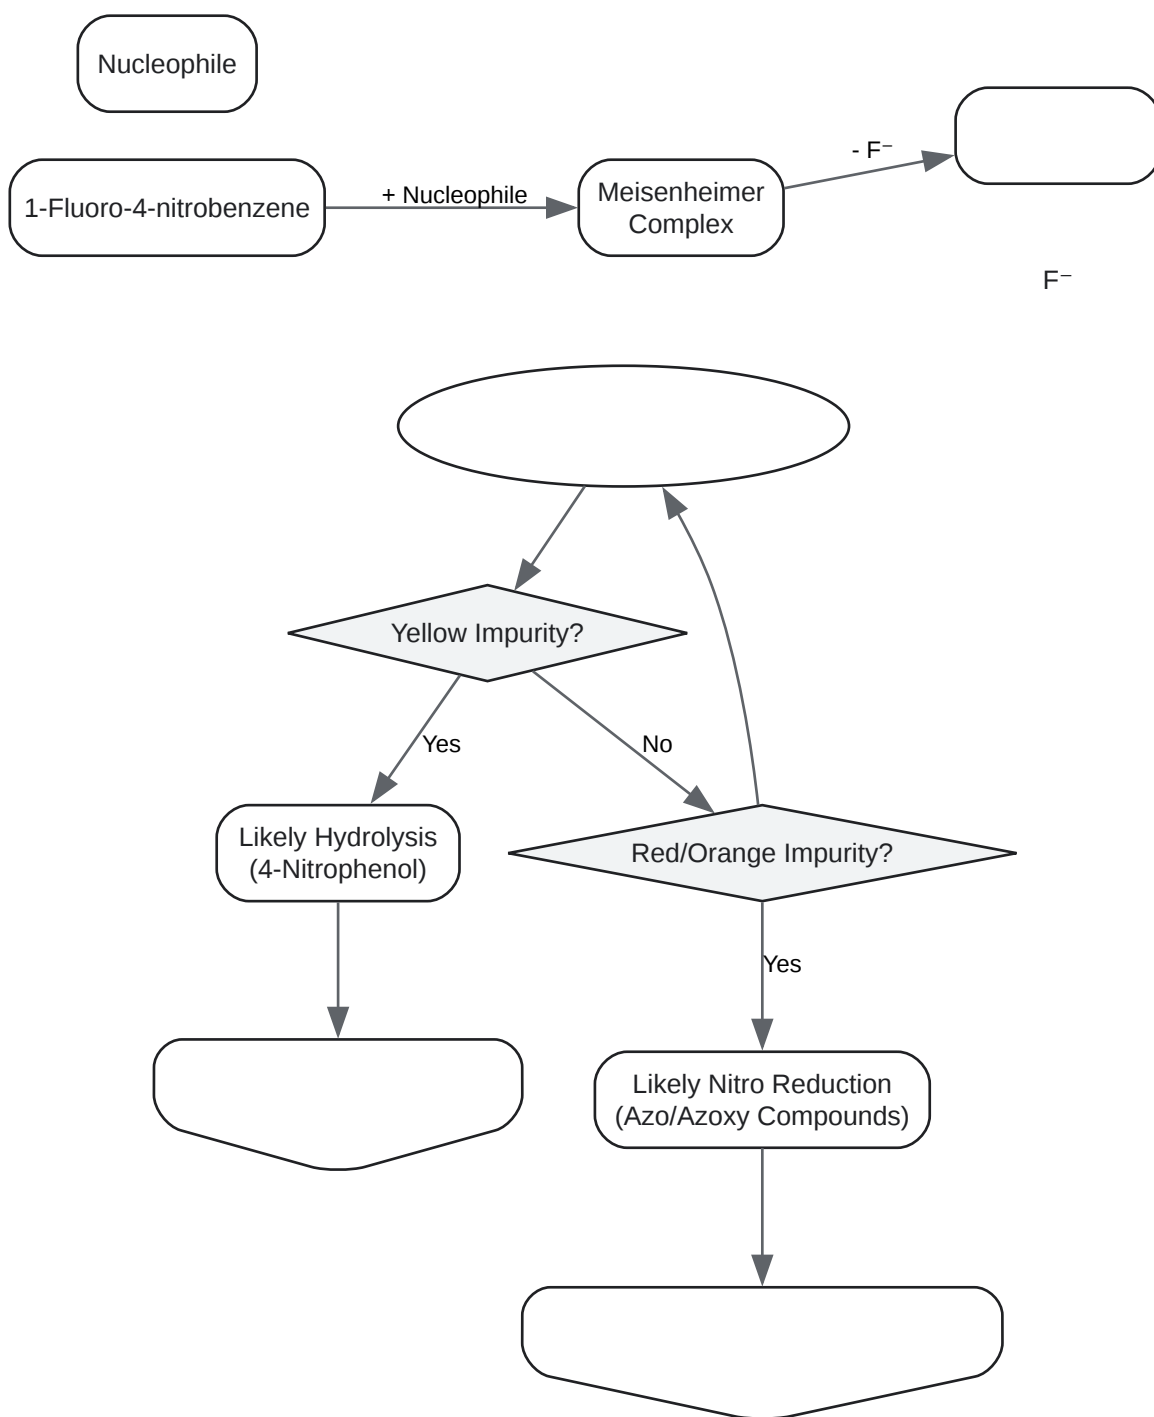 Nucleophile
1-Fluoro-4-nitrobenzene
+ Nucleophile
Meisenheimer
Complex
- F⁻
F⁻
Yellow Impurity?
Yes
No
Likely Hydrolysis
(4-Nitrophenol)
Red/Orange Impurity?
Yes
Likely Nitro Reduction
(Azo/Azoxy Compounds)